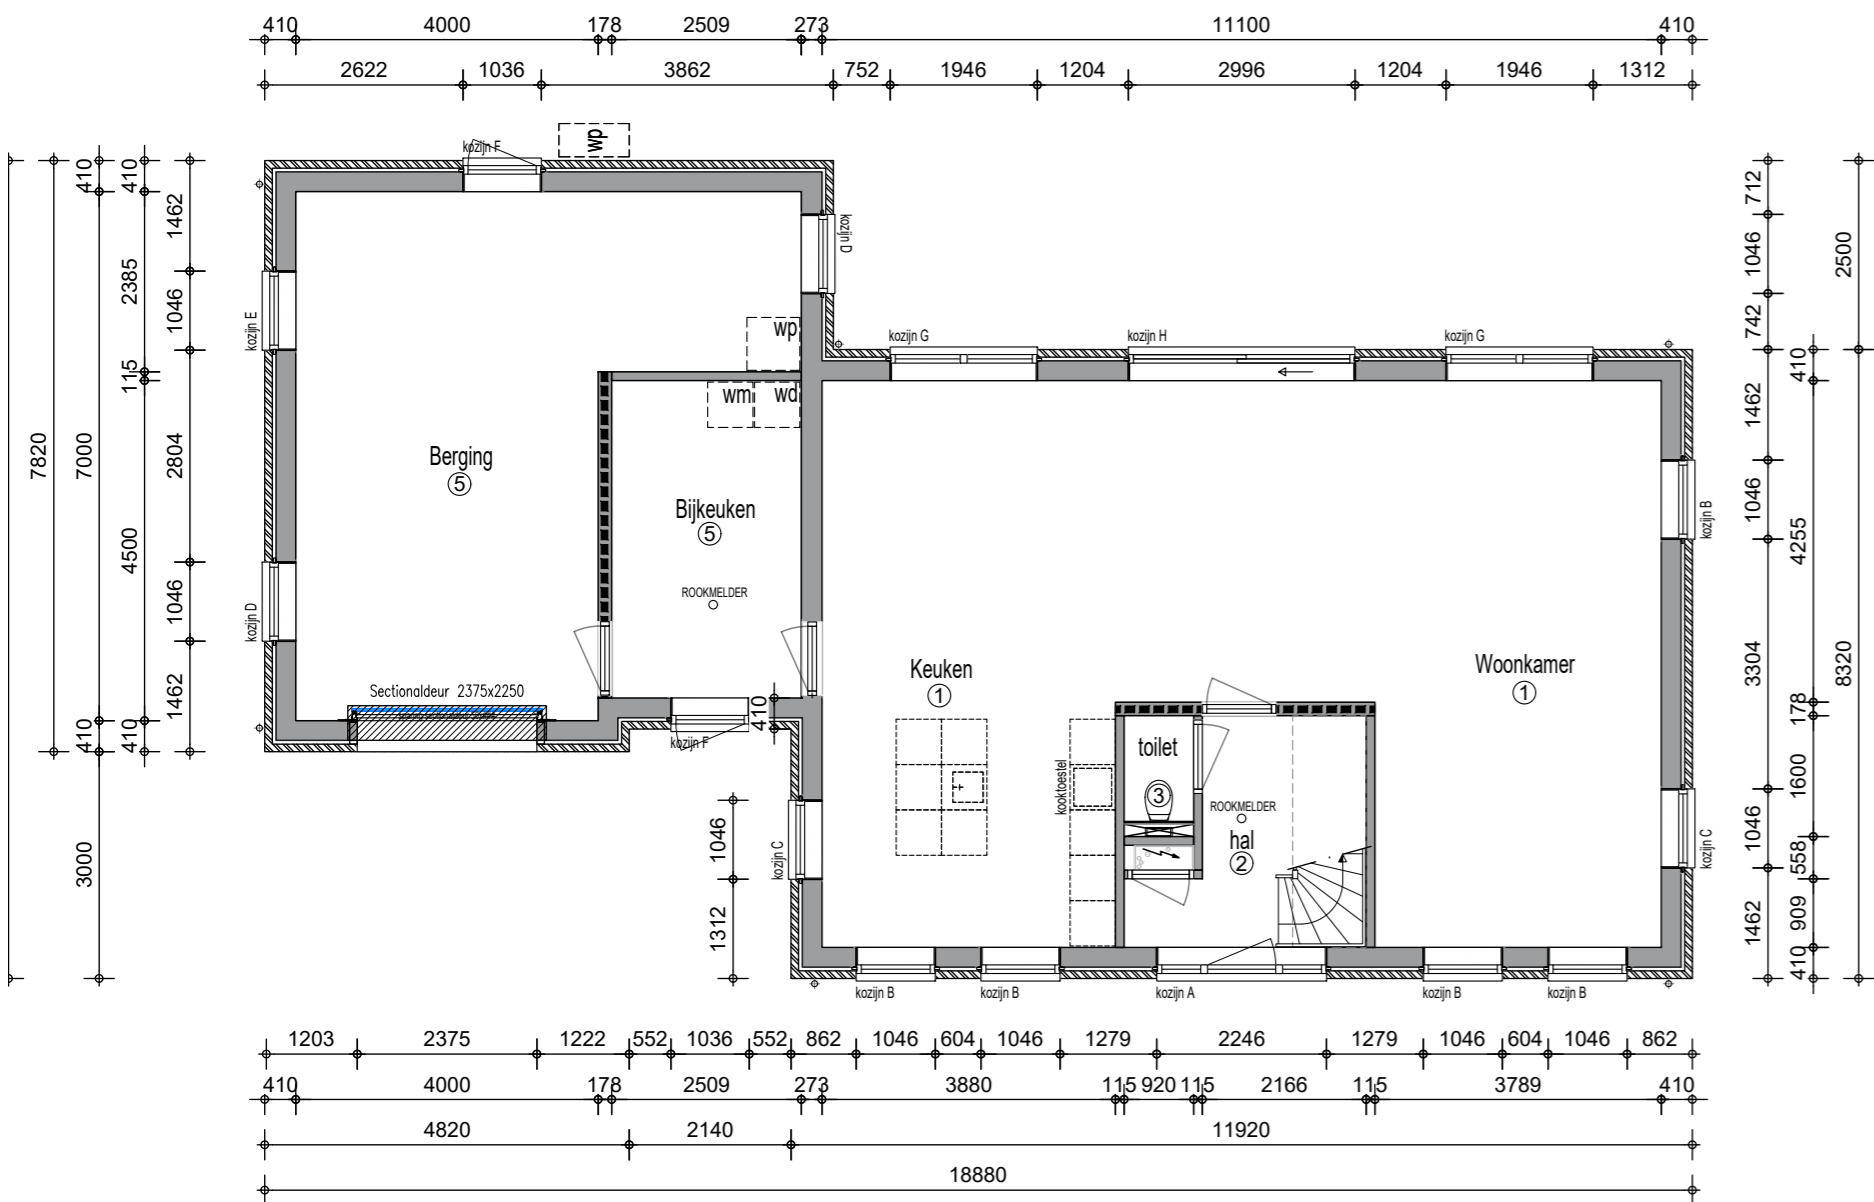 410 4000 178 2509 273 11100 410
2622 1036 3862 752 1946 1204 2996 1204 1946 1312
wp
kozijn F
kozijn D
kozijn E
kozijn D
wp
wm wd
kozijn G
kozijn H
kozijn G
Berging
5
Bijkeuken
5
ROOKMELDER
Sectionaldeur 2375x2250
kozijn F
410
Keuken
1
Woonkamer
1
kozijn B
kozijn C
kooktoestel
toilet
3
ROOKMELDER
hal
2
kozijn C
kozijn B
kozijn B
kozijn A
kozijn B
kozijn B
7820
410 7000 410 3000
410 2385 115 4500 410
1462 1046 2804 1046 1462
1046 1312
712 1046 742 1462 1046 3304 1046 1462
410 4255 178 1600 558 909 410
2500 8320
1203 2375 1222 552 1036 552 862 1046 604 1046 1279 2246 1279 1046 604 1046 862
410 4000 178 2509 273 3880 115 920 115 2166 115 3789 410
4820 2140 11920
18880